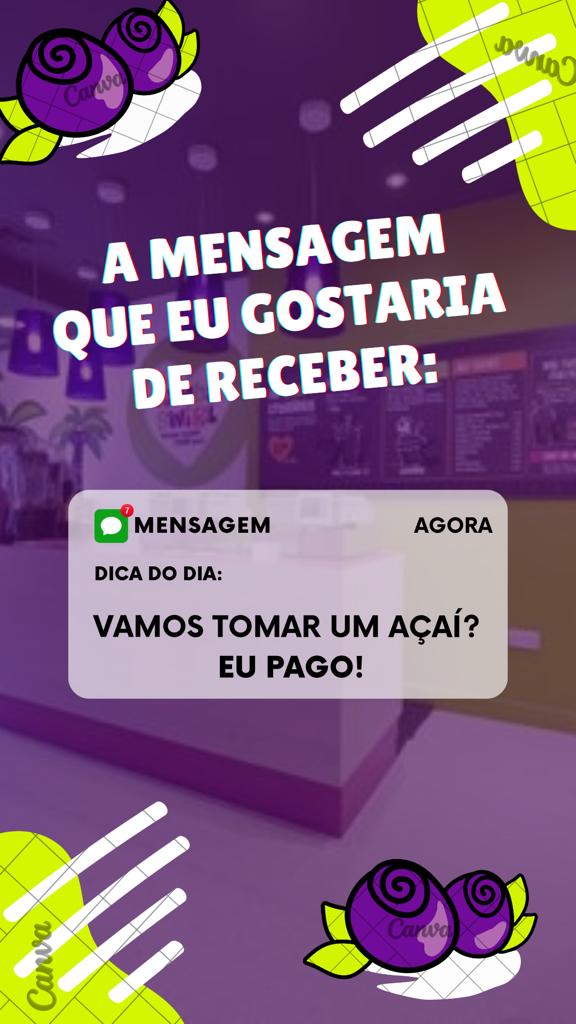 Canva
Canva
A MENSAGEM
QUE EU GOSTARIA
DE RECEBER:
7
MENSAGEM
AGORA
DICA DO DIA:
VAMOS TOMAR UM AÇAÍ?
EU PAGO!
Canva
Canva